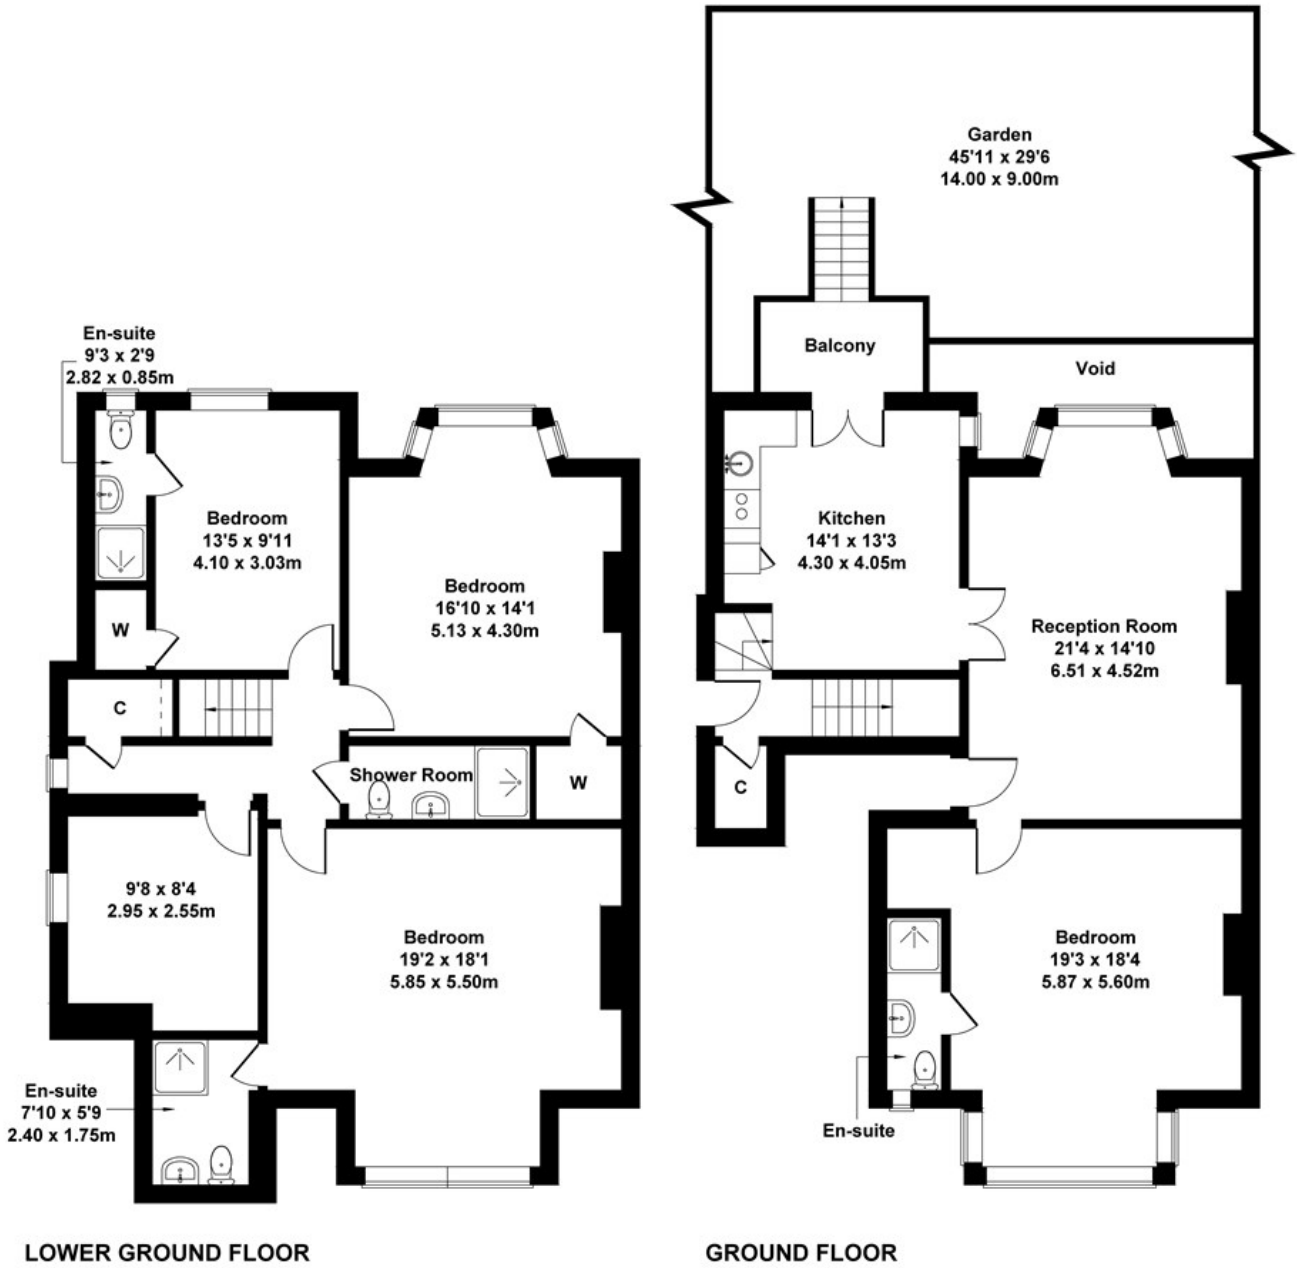 En-suite
9'3 x 2'9
2.82 x 0.85m
Bedroom
13'5 x 9'11
4.10 x 3.03m
W
C
Bedroom
16'10 x 14'1
5.13 x 4.30m
Shower Room
W
9'8 x 8'4
2.95 x 2.55m
Bedroom
19'2 x 18'1
5.85 x 5.50m
En-suite
7'10 x 5'9
2.40 x 1.75m
LOWER GROUND FLOOR
Garden
45'11 x 29'6
14.00 x 9.00m
Balcony
Void
Kitchen
14'1 x 13'3
4.30 x 4.05m
Reception Room
21'4 x 14'10
6.51 x 4.52m
C
Bedroom
19'3 x 18'4
5.87 x 5.60m
En-suite
GROUND FLOOR